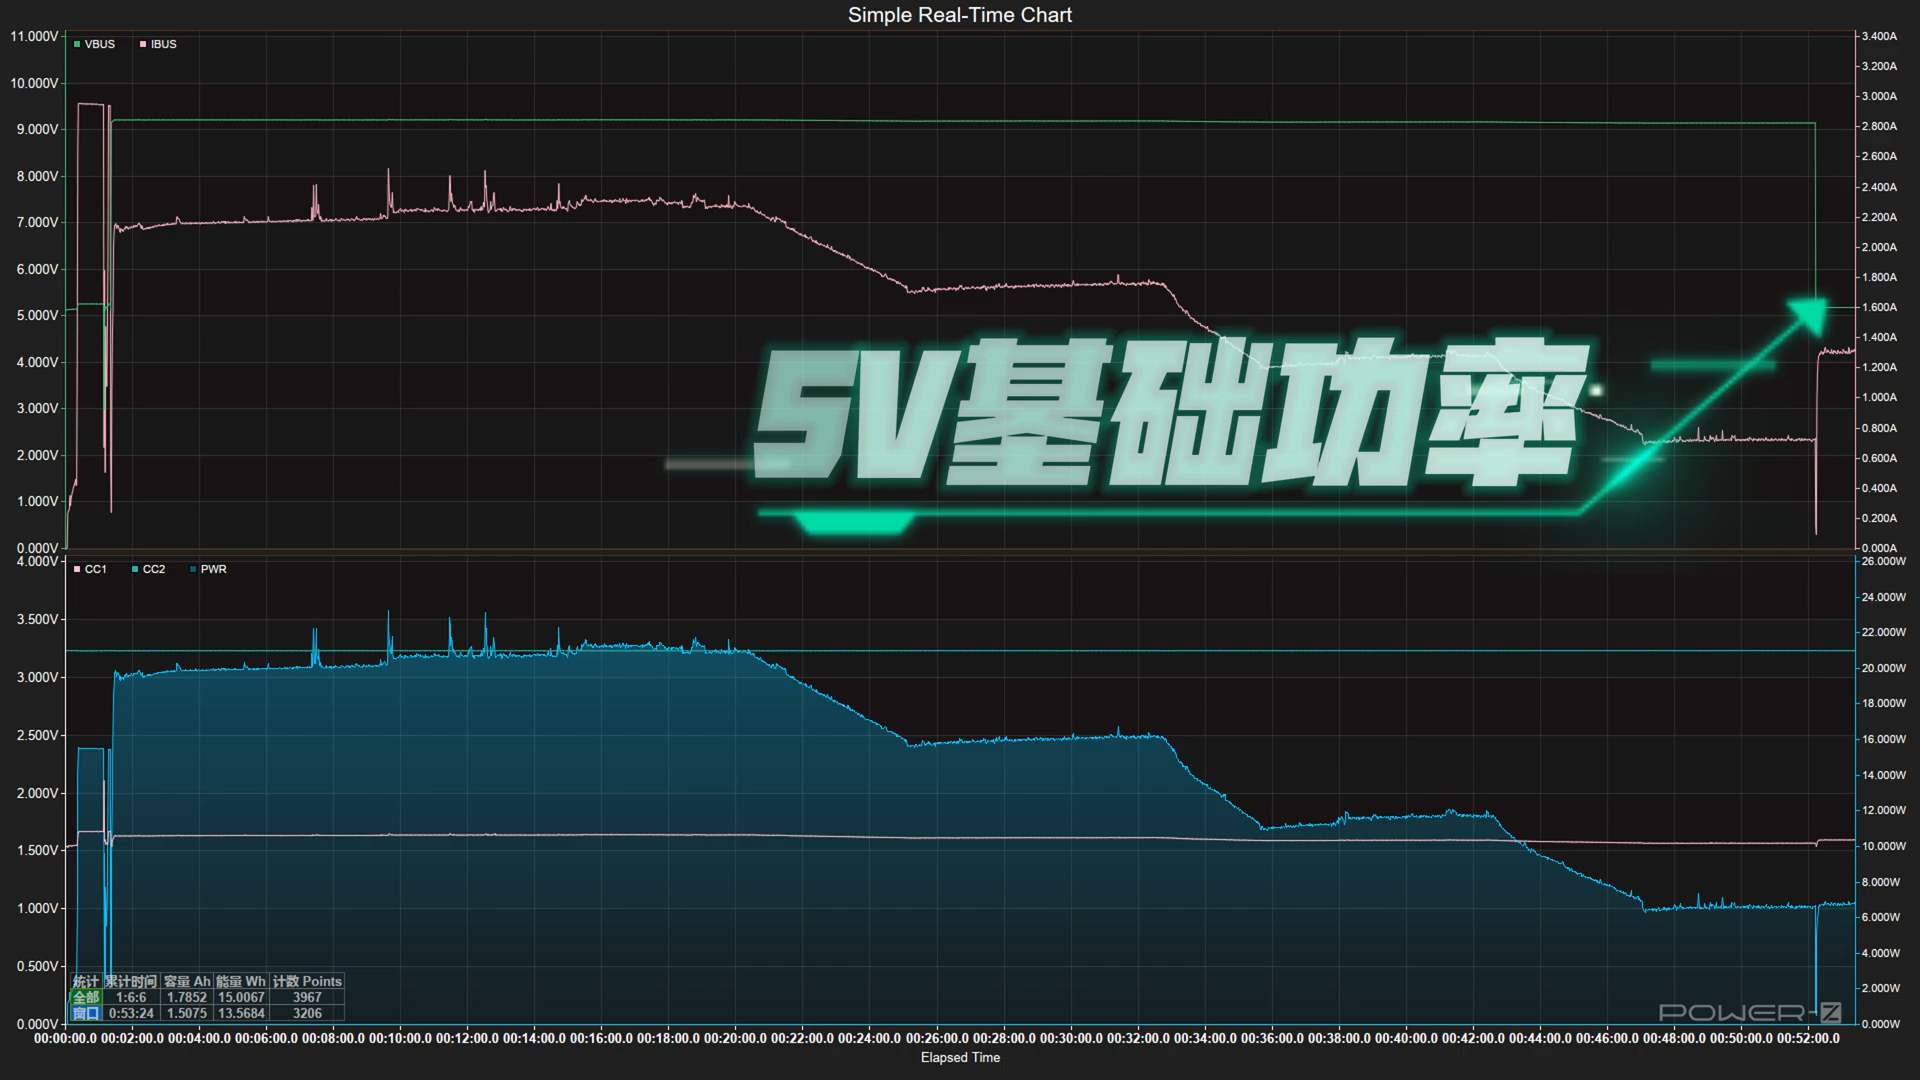 Simple Real-Time Chart
VBUS IBUS
11.000V
10.000V
9.000V
8.000V
7.000V
6.000V
5.000V
4.000V
3.000V
2.000V
1.000V
0.000V
3.400A
3.200A
3.000A
2.800A
2.600A
2.400A
2.200A
2.000A
1.800A
1.600A
1.400A
1.200A
1.000A
0.800A
0.600A
0.400A
0.200A
0.000A
5V基础功率
CC1 CC2 PWR
4.000V
3.500V
3.000V
2.500V
2.000V
1.500V
1.000V
0.500V
0.000V
26.000W
24.000W
22.000W
20.000W
18.000W
16.000W
14.000W
12.000W
10.000W
8.000W
6.000W
4.000W
2.000W
0.000W
统计 累计时间 容量 Ah 能量 Wh 计数 Points
全部 1:6:6 1.7852 15.0067 3967
窗口 0:53:24 1.5075 13.5684 3206
POWER-Z
00:00:00.0 00:02:00.0 00:04:00.0 00:06:00.0 00:08:00.0 00:10:00.0 00:12:00.0 00:14:00.0 00:16:00.0 00:18:00.0 00:20:00.0 00:22:00.0 00:24:00.0 00:26:00.0 00:28:00.0 00:30:00.0 00:32:00.0 00:34:00.0 00:36:00.0 00:38:00.0 00:40:00.0 00:42:00.0 00:44:00.0 00:46:00.0 00:48:00.0 00:50:00.0 00:52:00.0
Elapsed Time